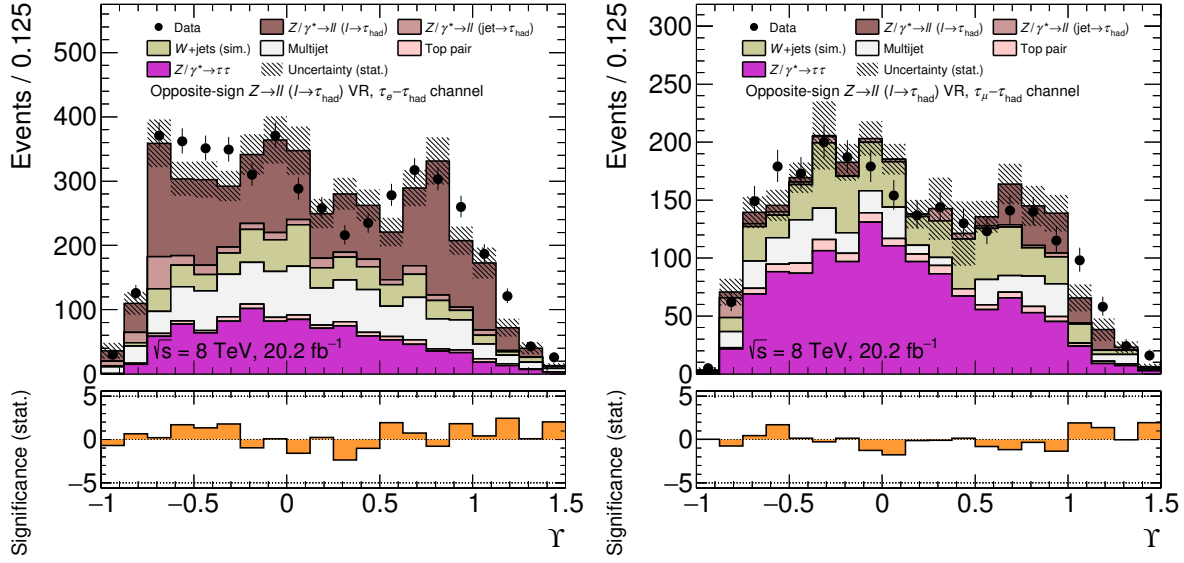 Events / 0.125
500
400
300
200
100
0
Data
Z/γ*→ll (l→τhad)
Z/γ*→ll (jet→τhad)
W+jets (sim.)
Multijet
Top pair
Z/γ*→ττ
Uncertainty (stat.)
Opposite-sign Z→ll (l→τhad) VR, τe−τhad channel
√s = 8 TeV, 20.2 fb⁻¹
Significance (stat.)
5
0
−5
−1 −0.5 0 0.5 1 1.5
ϒ
Events / 0.125
300
250
200
150
100
50
0
Data
Z/γ*→ll (l→τhad)
Z/γ*→ll (jet→τhad)
W+jets (sim.)
Multijet
Top pair
Z/γ*→ττ
Uncertainty (stat.)
Opposite-sign Z→ll (l→τhad) VR, τμ−τhad channel
√s = 8 TeV, 20.2 fb⁻¹
Significance (stat.)
5
0
−5
−1 −0.5 0 0.5 1 1.5
ϒ